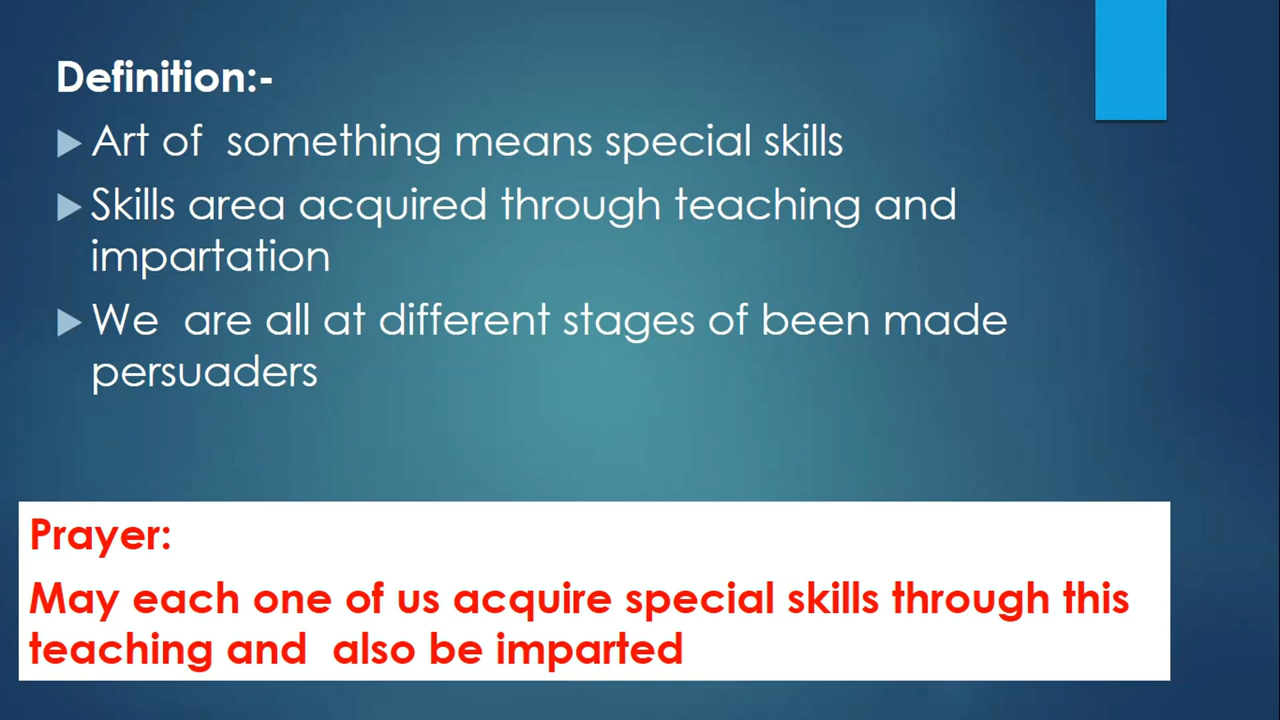 Definition:-
Art of  something means special skills
Skills area acquired through teaching and
impartation
We  are all at different stages of been made
persuaders
Prayer:
May each one of us acquire special skills through this
teaching and  also be imparted